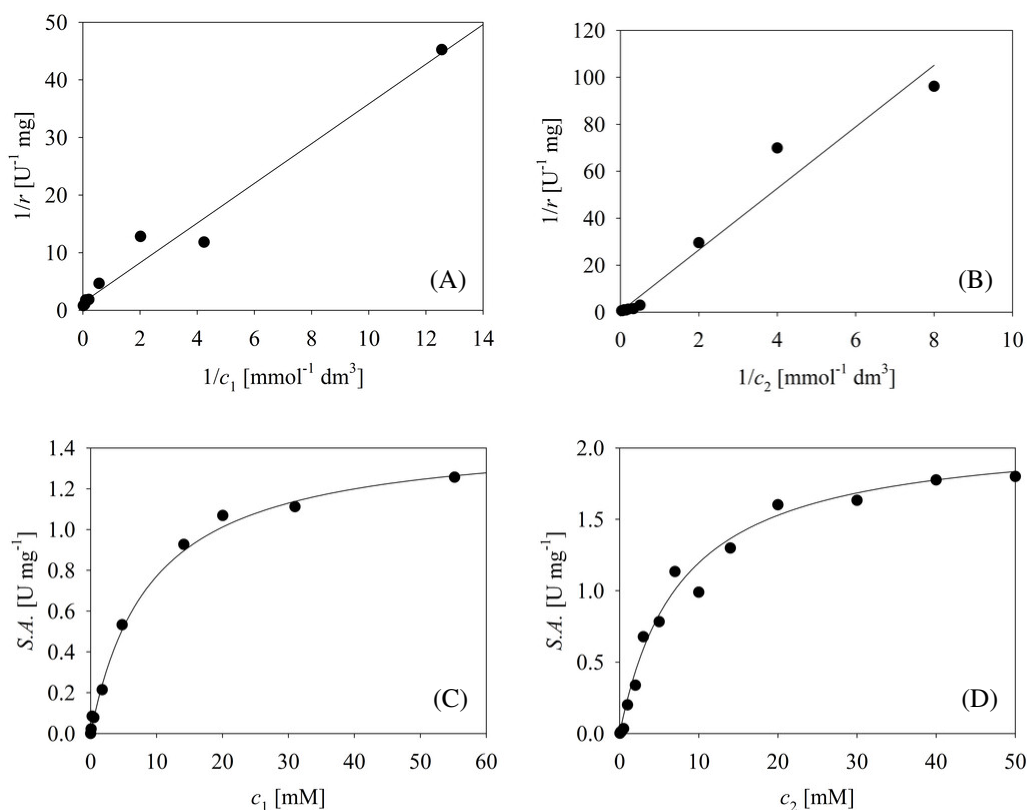 50
40
30
20
10
0
1/r [U⁻¹ mg]
0 2 4 6 8 10 12 14
1/c₁ [mmol⁻¹ dm³]
(A)
120
100
80
60
40
20
0
1/r [U⁻¹ mg]
0 2 4 6 8 10
1/c₂ [mmol⁻¹ dm³]
(B)
1.4
1.2
1.0
0.8
0.6
0.4
0.2
0.0
S.A. [U mg⁻¹]
0 10 20 30 40 50 60
c₁ [mM]
(C)
2.0
1.5
1.0
0.5
0.0
S.A. [U mg⁻¹]
0 10 20 30 40 50
c₂ [mM]
(D)